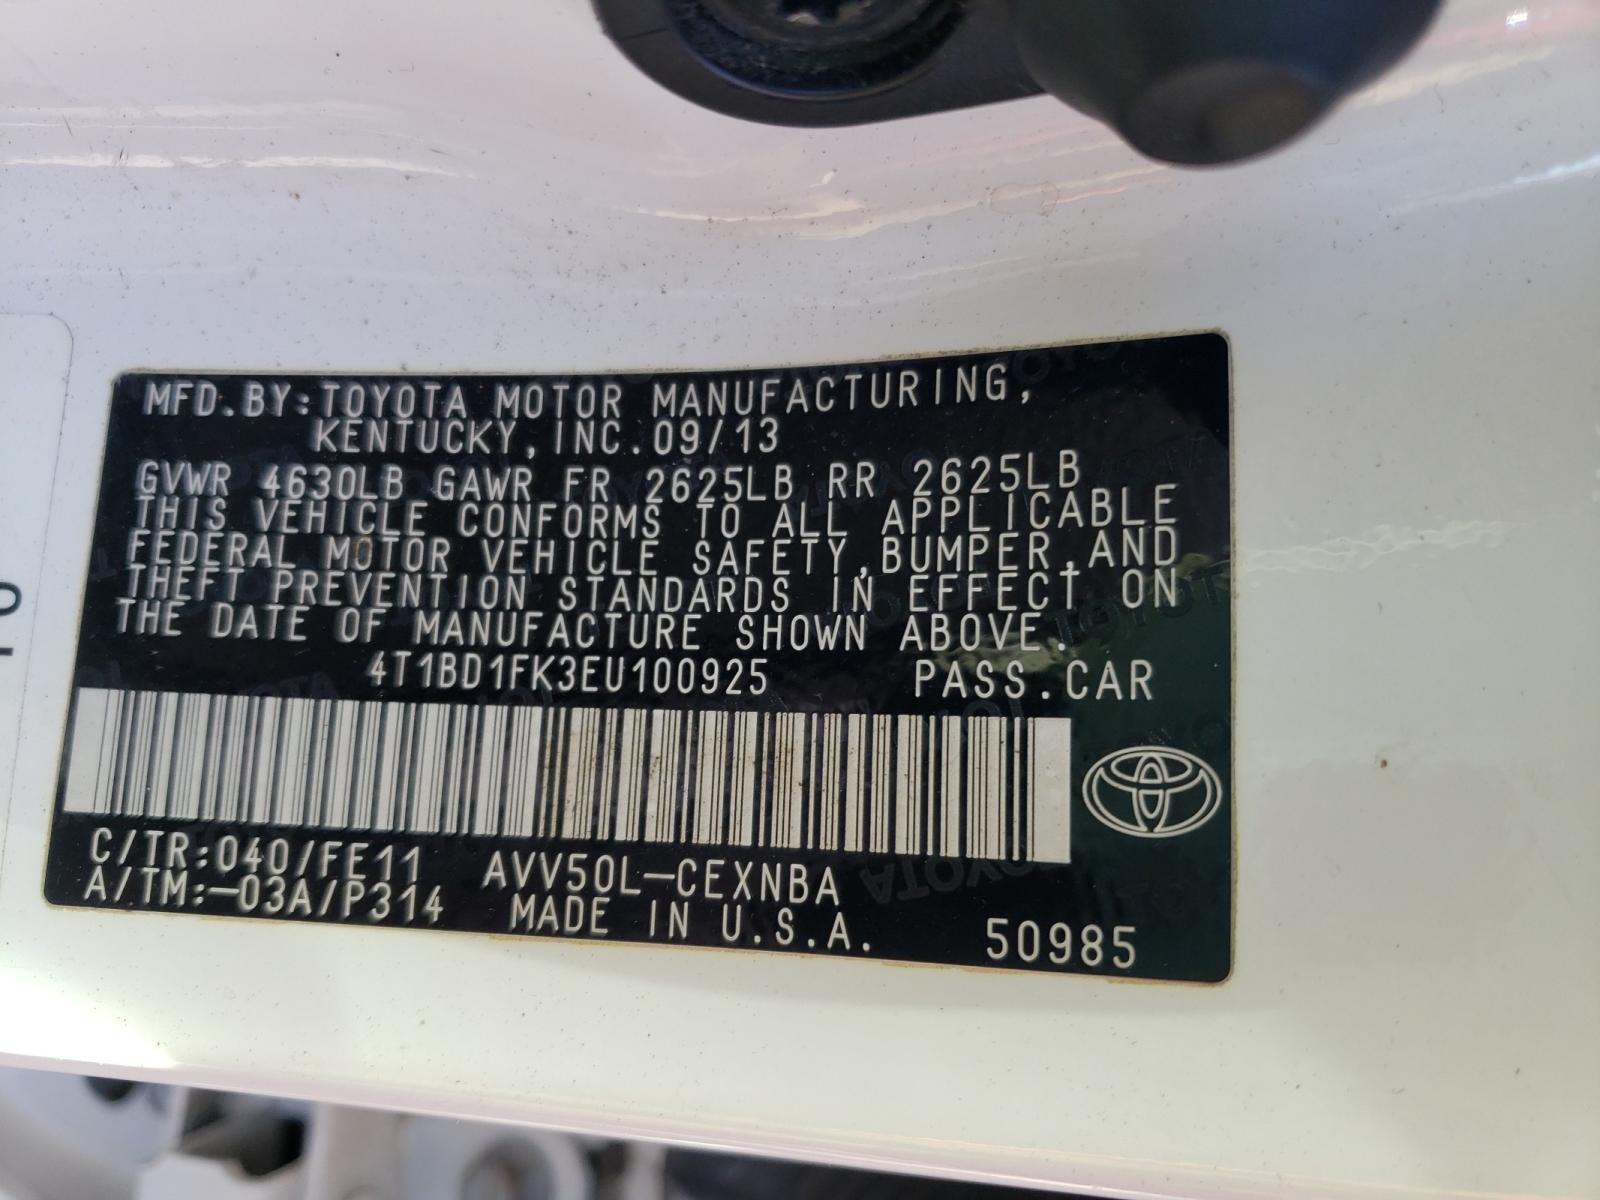 MFD.BY:TOYOTA MOTOR MANUFACTURING,
KENTUCKY,INC.09/13
GVWR 4630LB GAWR FR 2625LB RR 2625LB
THIS VEHICLE CONFORMS TO ALL APPLICABLE
FEDERAL MOTOR VEHICLE SAFETY,BUMPER,AND
THEFT PREVENTION STANDARDS IN EFFECT ON
THE DATE OF MANUFACTURE SHOWN ABOVE.
4T1BD1FK3EU100925 PASS.CAR
C/TR:040/FE11 AVV50L-CEXNBA
A/TM:-03A/P314 MADE IN U.S.A. 50985